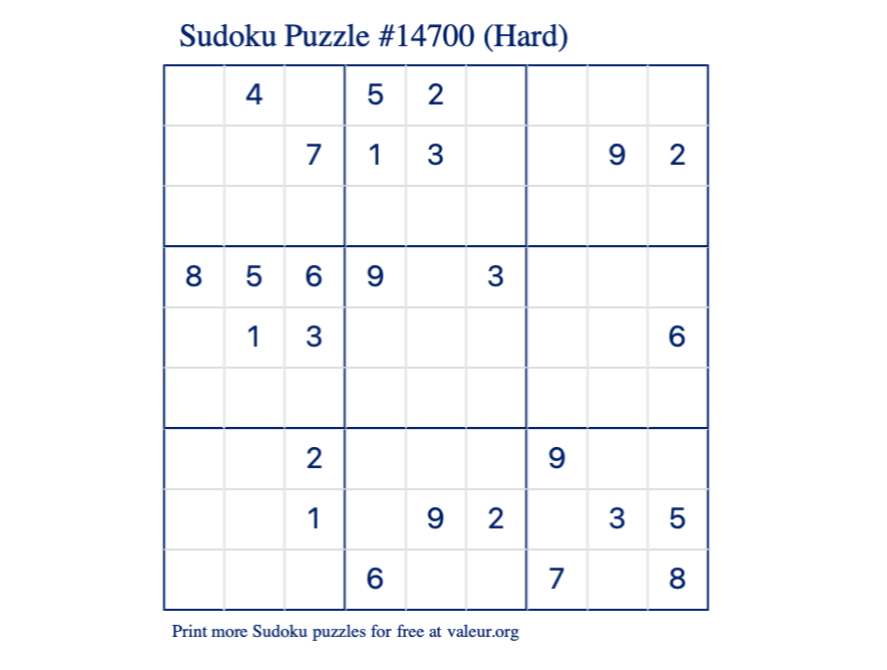 Sudoku Puzzle #14700 (Hard)
4 5 2
7 1 3 9 2
8 5 6 9 3
1 3 6
2 9
1 9 2 3 5
6 7 8
Print more Sudoku puzzles for free at valeur.org